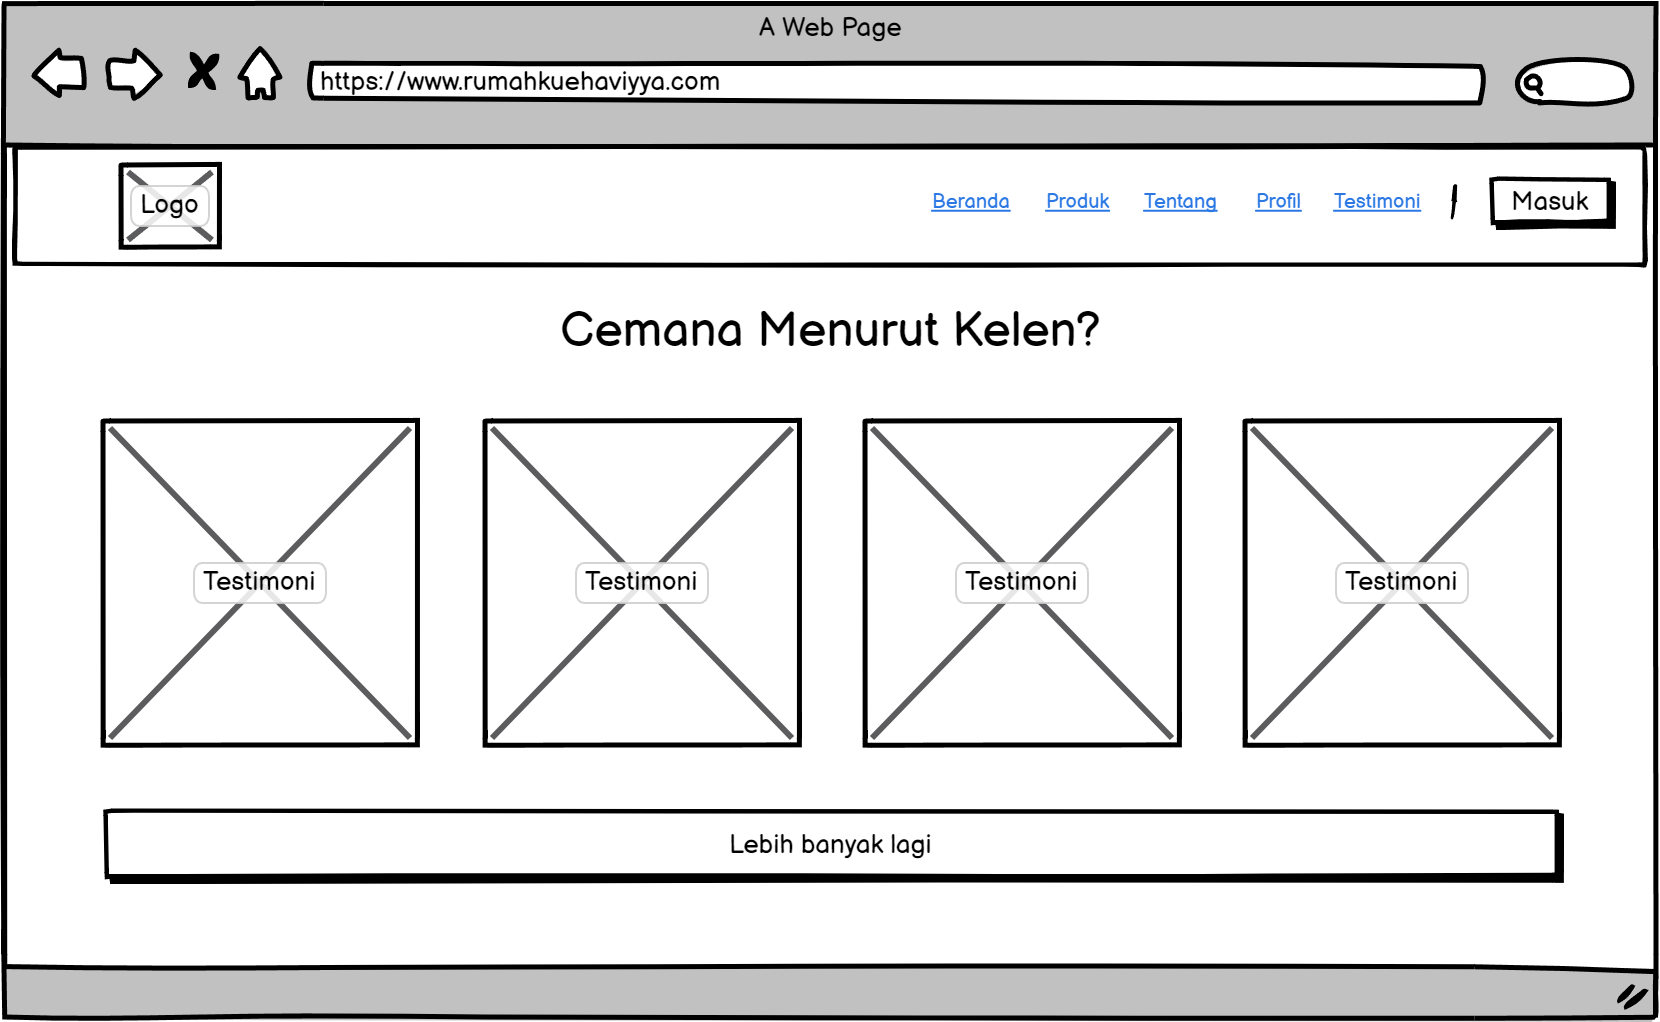 A Web Page
https://www.rumahkuehaviyya.com
Logo
Beranda Produk Tentang Profil Testimoni Masuk
Cemana Menurut Kelen?
Testimoni Testimoni Testimoni Testimoni
Lebih banyak lagi